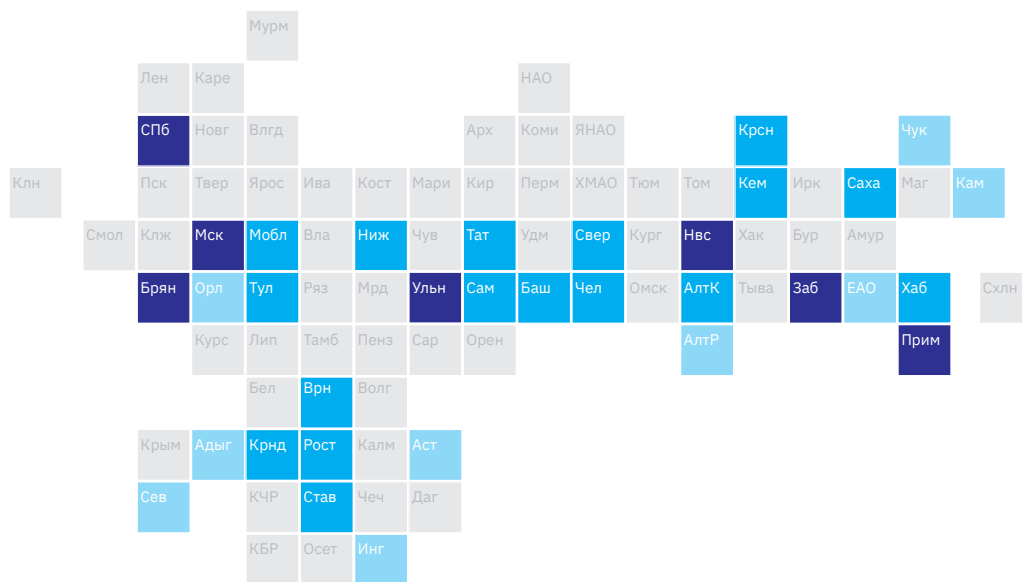 Мурм
Лен Каре НАО
СПб Новг Влгд Арх Коми ЯНАО Крсн Чук
Клн Пск Твер Ярос Ива Кост Мари Кир Перм ХМАО Тюм Том Кем Ирк Саха Маг Кам
Смол Клж Мск Мобл Вла Ниж Чув Тат Удм Свер Кург Нвс Хак Бур Амур
Брян Орл Тул Ряз Мрд Ульн Сам Баш Чел Омск АлтК Тыва Заб ЕАО Хаб Схлн
Курс Лип Тамб Пенз Сар Орен АлтР Прим
Бел Врн Волг
Крым Адыг Крнд Рост Калм Аст
Сев КЧР Став Чеч Даг
КБР Осет Инг